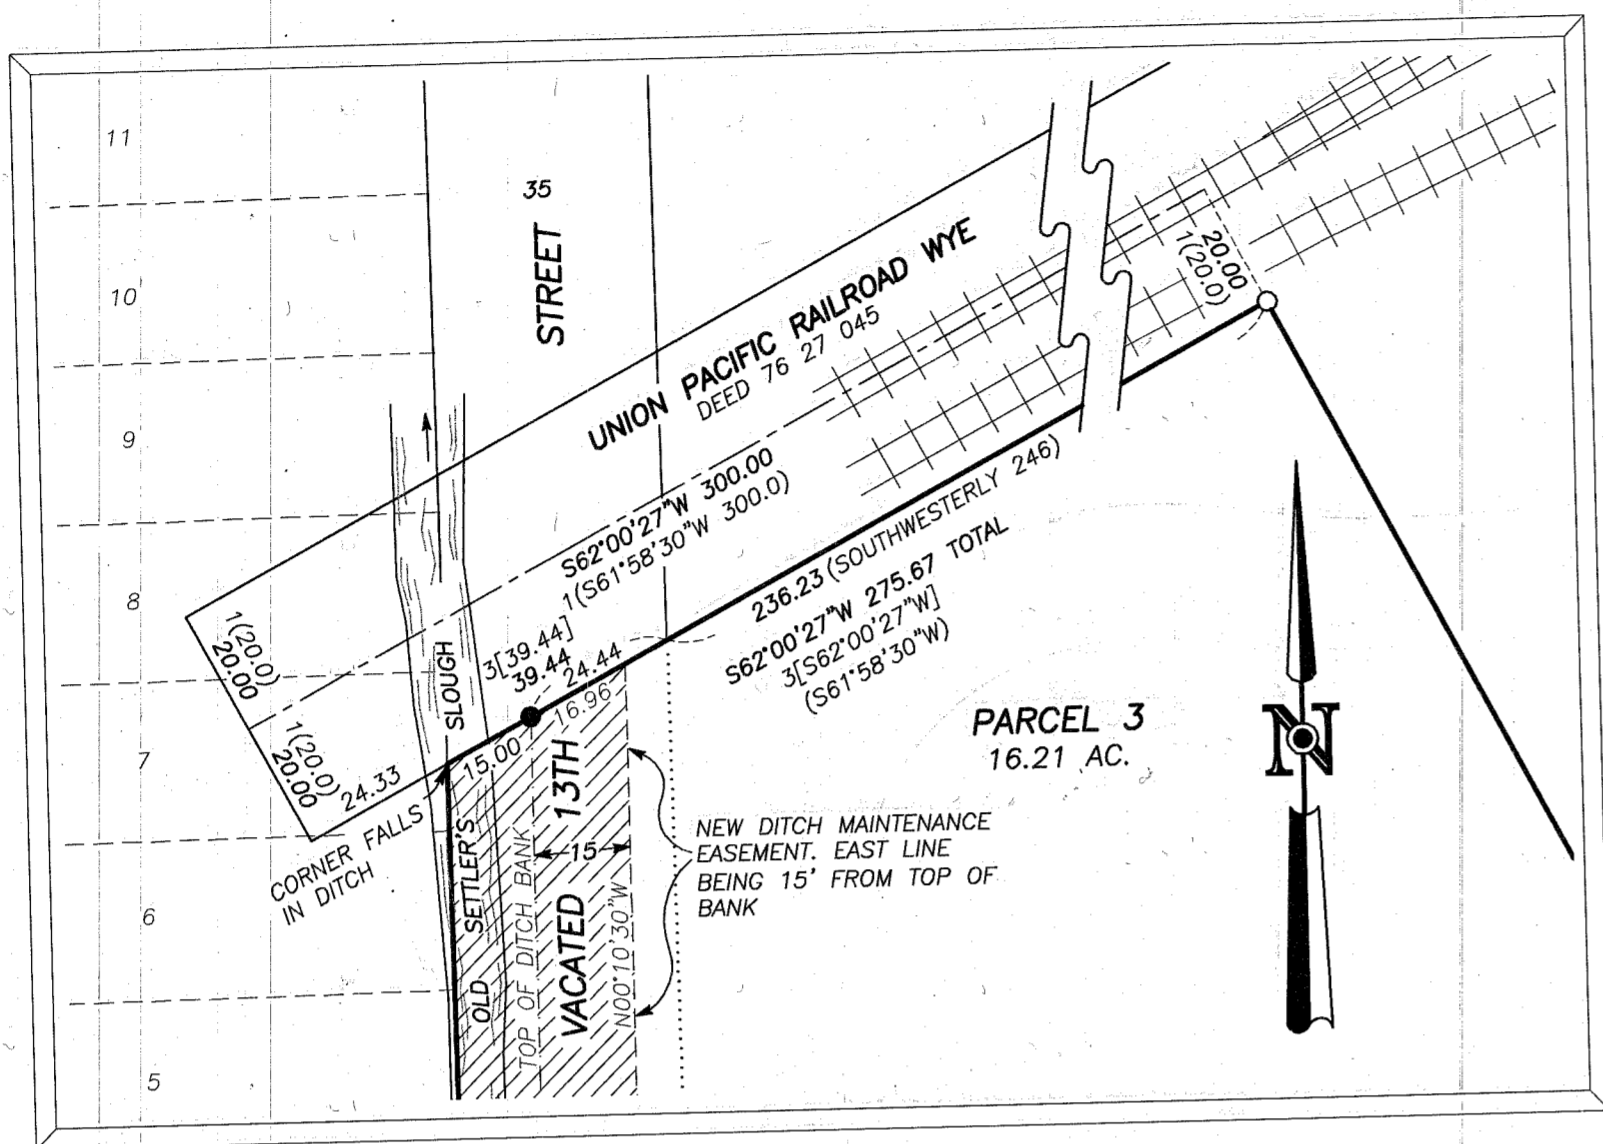 11
35
STREET
10
UNION PACIFIC RAILROAD WYE
DEED 76 27 045
20.00
1(20.0)
9
S62°00'27"W 300.00
1(S61°58'30"W 300.0)
236.23 (SOUTHWESTERLY 246)
S62°00'27"W 275.67 TOTAL
3[S62°00'27"W]
(S61°58'30"W)
8
1(20.0)
20.00
3[39.44]
39.44
24.44
16.96
15.00
1(20.0)
20.00
24.33
7
PARCEL 3
16.21 AC.
N
CORNER FALLS
IN DITCH
OLD SETTLER'S SLOUGH
TOP OF DITCH BANK
VACATED 13TH
15
N00°10'30"W
NEW DITCH MAINTENANCE
EASEMENT. EAST LINE
BEING 15' FROM TOP OF
BANK
6
5